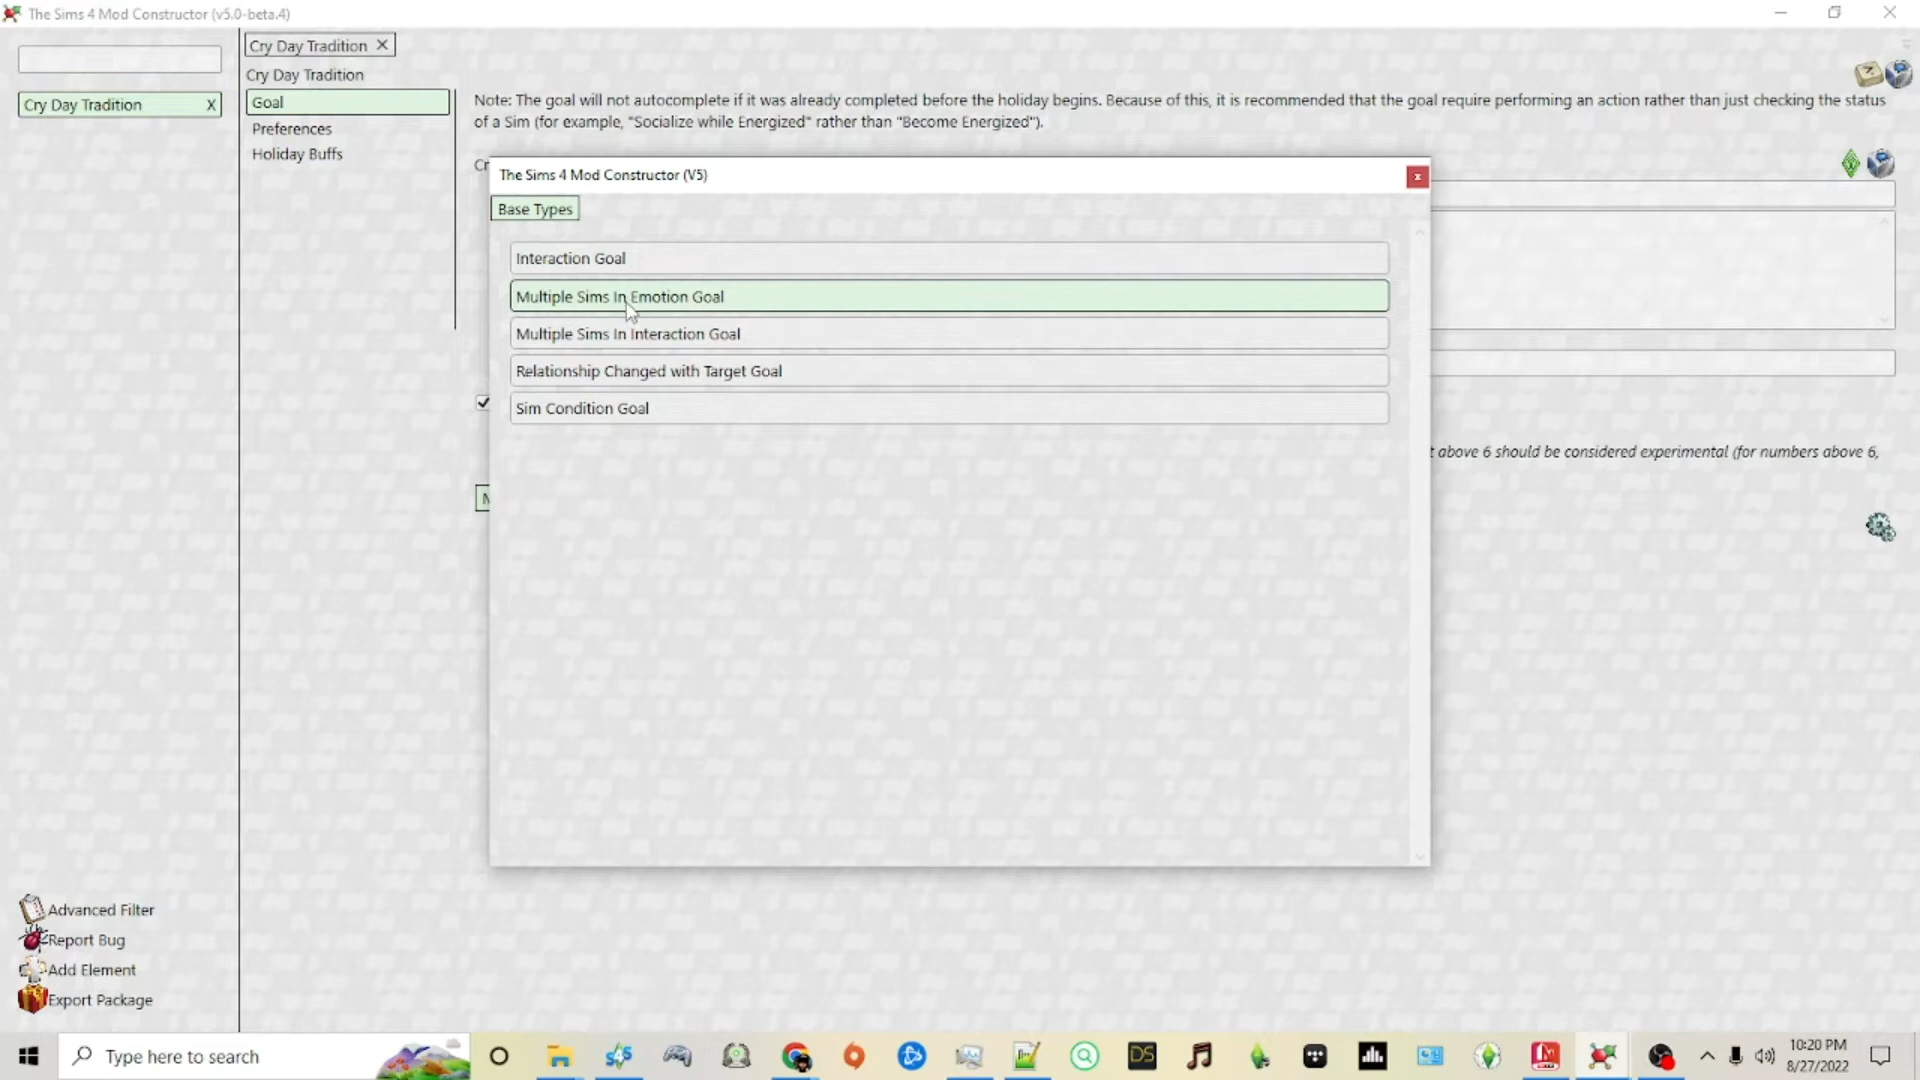 The Sims 4 Mod Constructor (v5.0-beta.4)
Cry Day Tradition X
Cry Day Tradition ✕
Cry Day Tradition
Goal
Preferences
Holiday Buffs
Note: The goal will not autocomplete if it was already completed before the holiday begins. Because of this, it is recommended that the goal require performing an action rather than just checking the status
of a Sim (for example, "Socialize while Energized" rather than "Become Energized").
Cr
The Sims 4 Mod Constructor (V5)
x
Base Types
Interaction Goal
Multiple Sims In Emotion Goal
Multiple Sims In Interaction Goal
Relationship Changed with Target Goal
Sim Condition Goal
t above 6 should be considered experimental (for numbers above 6,
Advanced Filter
Report Bug
Add Element
Export Package
Type here to search
S4S
DS
10:20 PM
8/27/2022